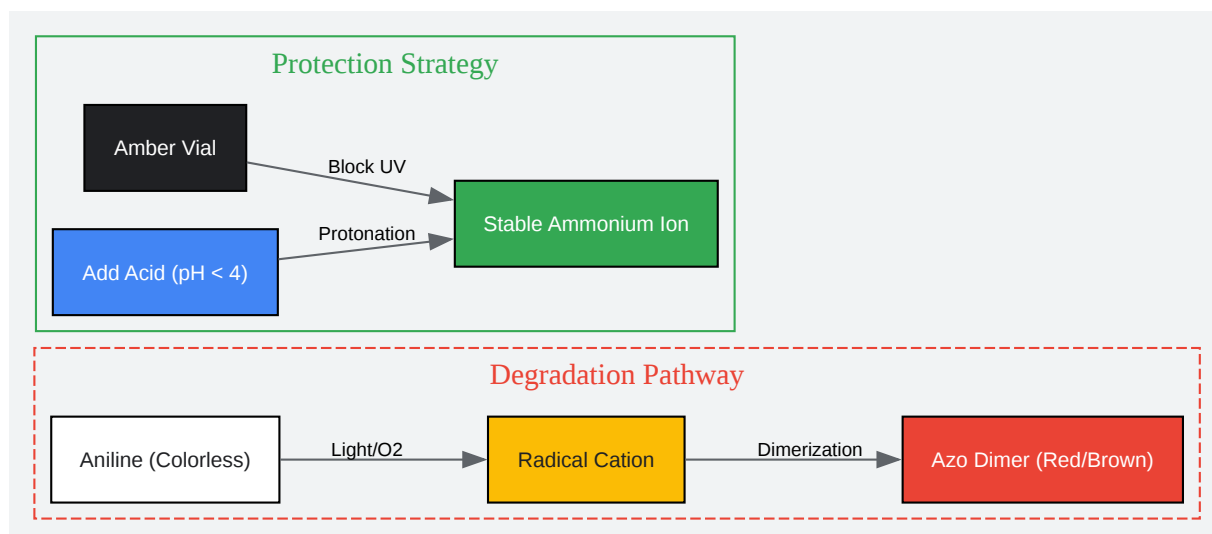 Protection Strategy
Amber Vial
Block UV
Stable Ammonium Ion
Protonation
Add Acid (pH < 4)
Degradation Pathway
Aniline (Colorless)
Light/O2
Radical Cation
Dimerization
Azo Dimer (Red/Brown)